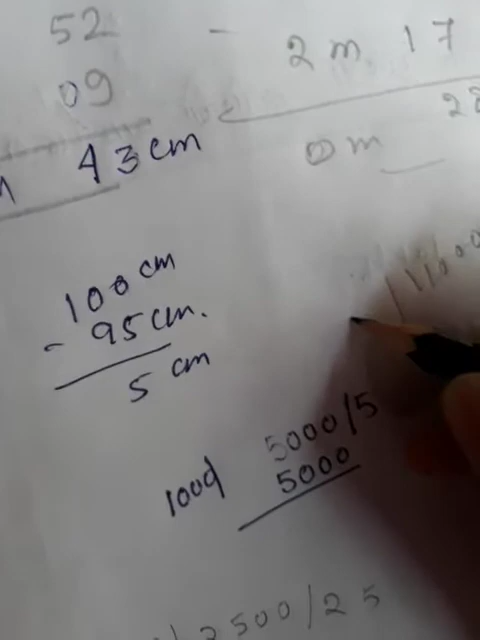 52
09
43 cm
- 2 m 17
0 m 28
100 cm
- 95 cm.
5 cm
1000) 5000/5
5000
2500/25